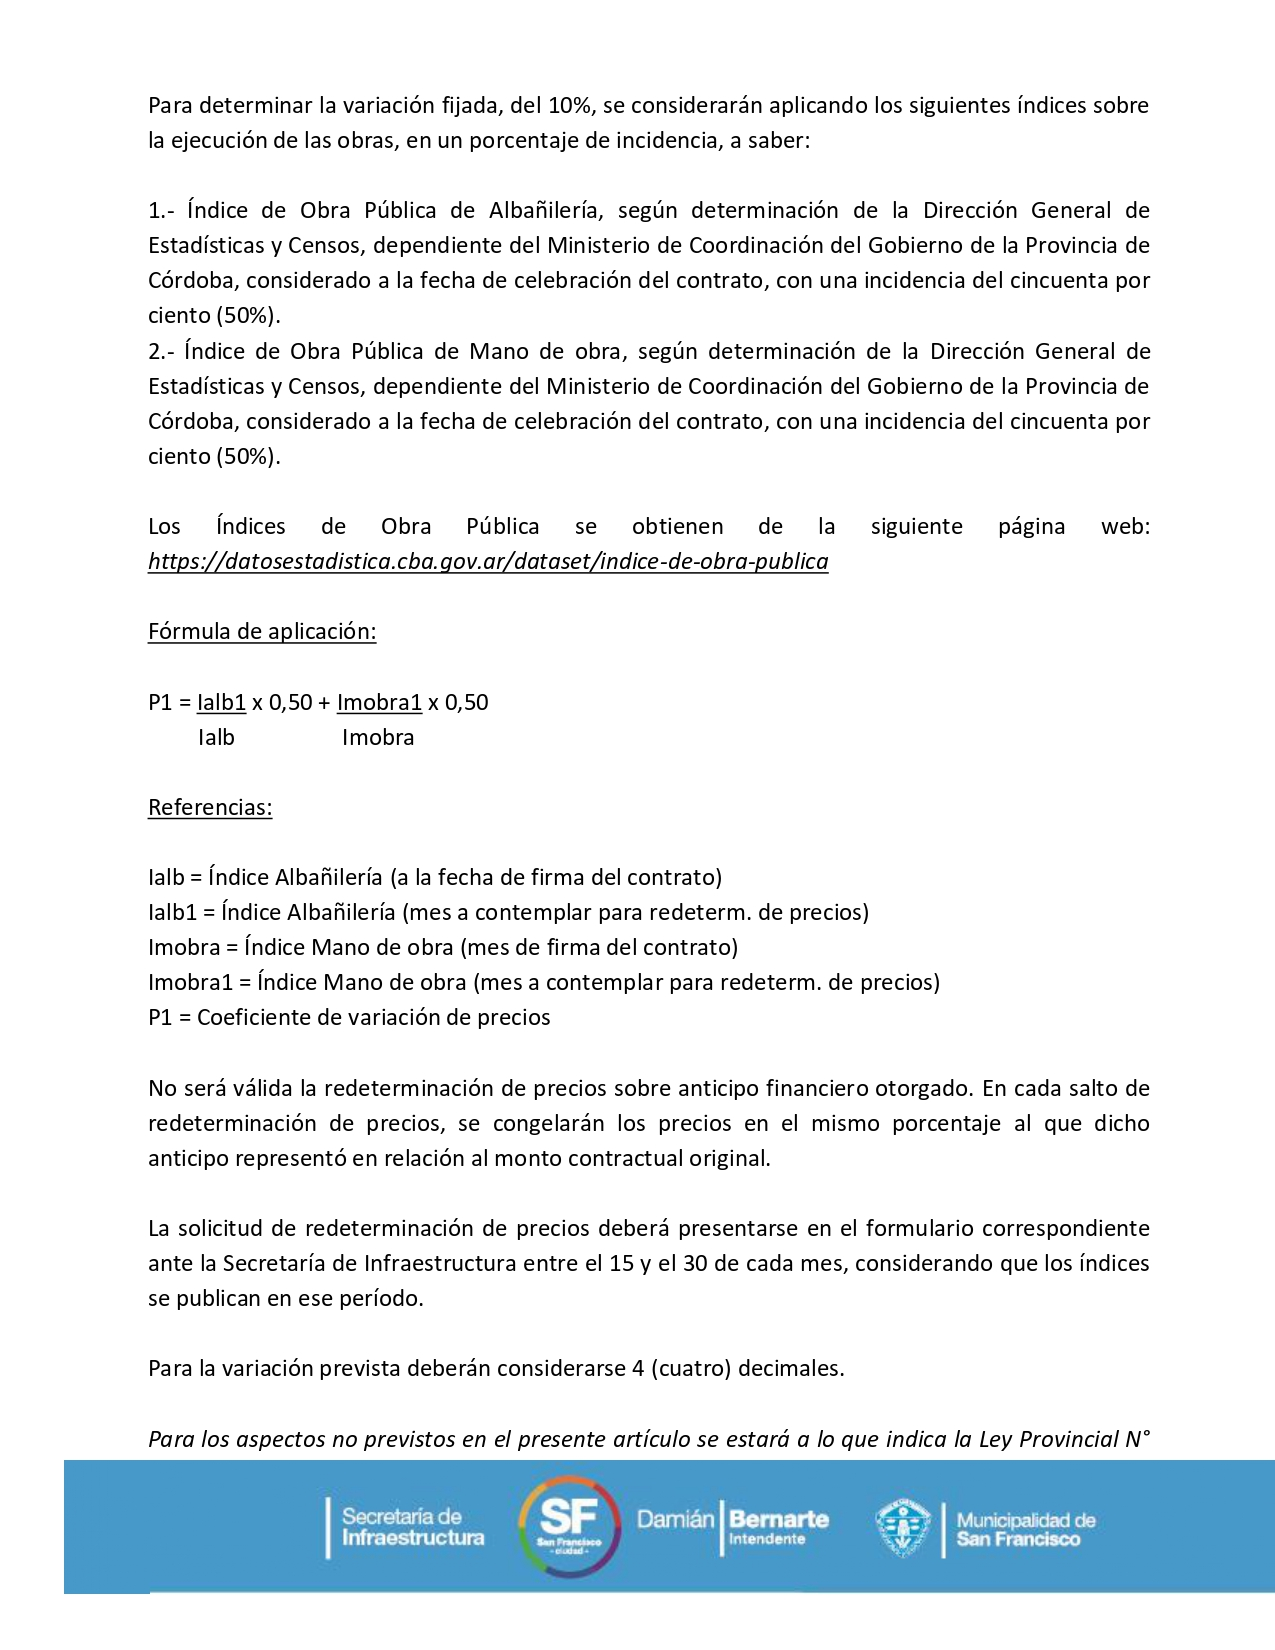 Para determinar la variación fijada, del 10%, se considerarán aplicando los siguientes índices sobre
la ejecución de las obras, en un porcentaje de incidencia, a saber:
1.- Índice de Obra Pública de Albañilería, según determinación de la Dirección General de
Estadísticas y Censos, dependiente del Ministerio de Coordinación del Gobierno de la Provincia de
Córdoba, considerado a la fecha de celebración del contrato, con una incidencia del cincuenta por
ciento (50%).
2.- Índice de Obra Pública de Mano de obra, según determinación de la Dirección General de
Estadísticas y Censos, dependiente del Ministerio de Coordinación del Gobierno de la Provincia de
Córdoba, considerado a la fecha de celebración del contrato, con una incidencia del cincuenta por
ciento (50%).
Los Índices de Obra Pública se obtienen de la siguiente página web:
https://datosestadistica.cba.gov.ar/dataset/indice-de-obra-publica
Fórmula de aplicación:
P1 = Ialb1 x 0,50 + Imobra1 x 0,50
Ialb Imobra
Referencias:
Ialb = Índice Albañilería (a la fecha de firma del contrato)
Ialb1 = Índice Albañilería (mes a contemplar para redeterm. de precios)
Imobra = Índice Mano de obra (mes de firma del contrato)
Imobra1 = Índice Mano de obra (mes a contemplar para redeterm. de precios)
P1 = Coeficiente de variación de precios
No será válida la redeterminación de precios sobre anticipo financiero otorgado. En cada salto de
redeterminación de precios, se congelarán los precios en el mismo porcentaje al que dicho
anticipo representó en relación al monto contractual original.
La solicitud de redeterminación de precios deberá presentarse en el formulario correspondiente
ante la Secretaría de Infraestructura entre el 15 y el 30 de cada mes, considerando que los índices
se publican en ese período.
Para la variación prevista deberán considerarse 4 (cuatro) decimales.
Para los aspectos no previstos en el presente artículo se estará a lo que indica la Ley Provincial N°
Secretaría de
Infraestructura
SF
San Francisco
-ciudad-
Damián Bernarte
Intendente
Municipalidad de
San Francisco